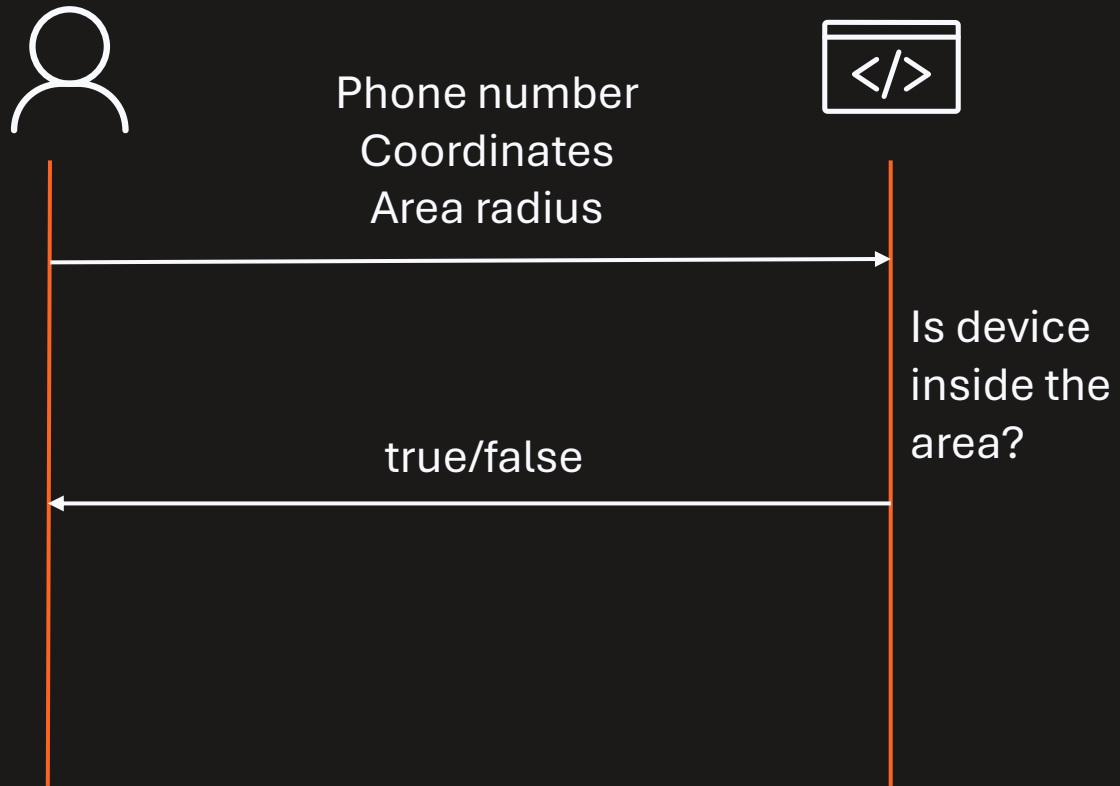 </>
Phone number
Coordinates
Area radius
Is device
inside the
area?
true/false